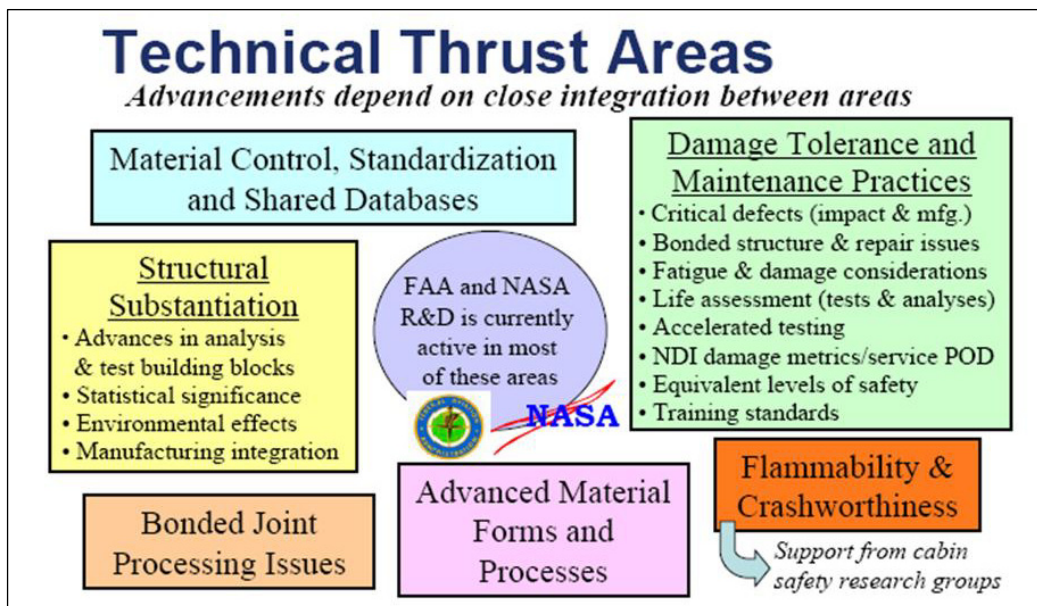 Technical Thrust Areas
Advancements depend on close integration between areas
Material Control, Standardization
and Shared Databases
Structural
Substantiation
• Advances in analysis
& test building blocks
• Statistical significance
• Environmental effects
• Manufacturing integration
FAA and NASA
R&D is currently
active in most
of these areas
NASA
Damage Tolerance and
Maintenance Practices
• Critical defects (impact & mfg.)
• Bonded structure & repair issues
• Fatigue & damage considerations
• Life assessment (tests & analyses)
• Accelerated testing
• NDI damage metrics/service POD
• Equivalent levels of safety
• Training standards
Bonded Joint
Processing Issues
Advanced Material
Forms and
Processes
Flammability &
Crashworthiness
Support from cabin
safety research groups